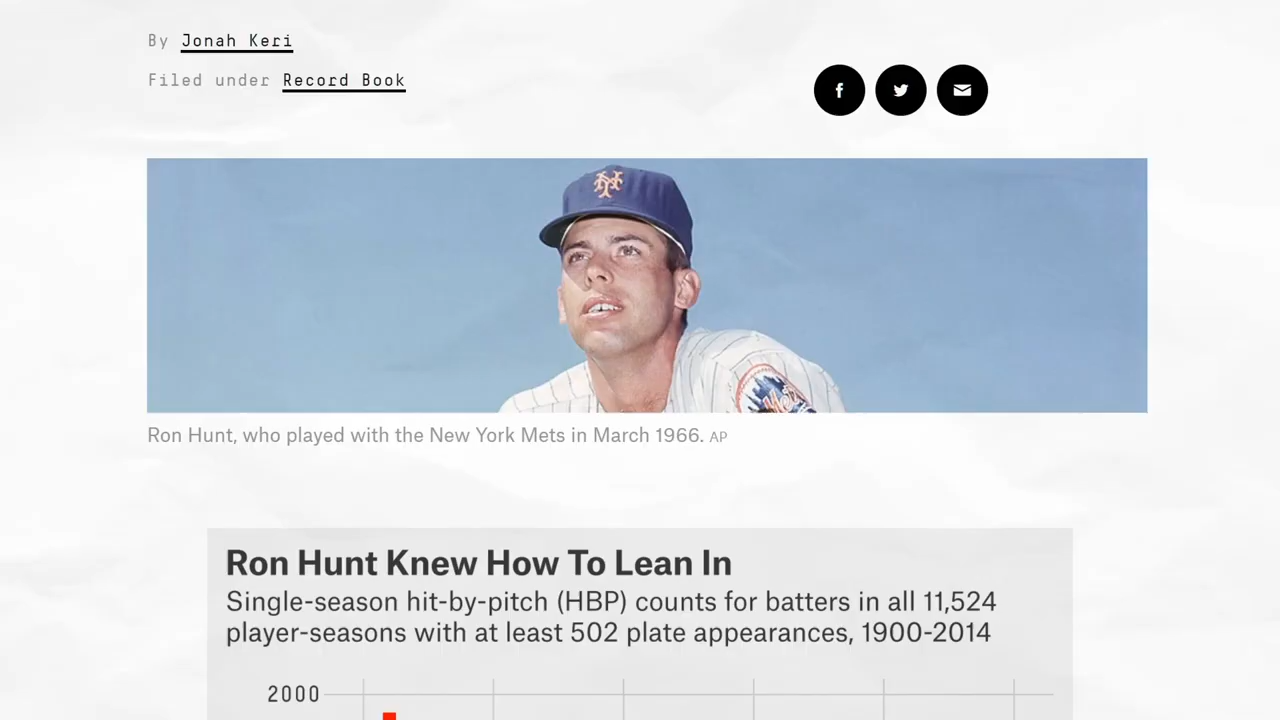 By Jonah Keri
Filed under Record Book
NY
Mets
Ron Hunt, who played with the New York Mets in March 1966. AP
Ron Hunt Knew How To Lean In
Single-season hit-by-pitch (HBP) counts for batters in all 11,524
player-seasons with at least 502 plate appearances, 1900-2014
2000